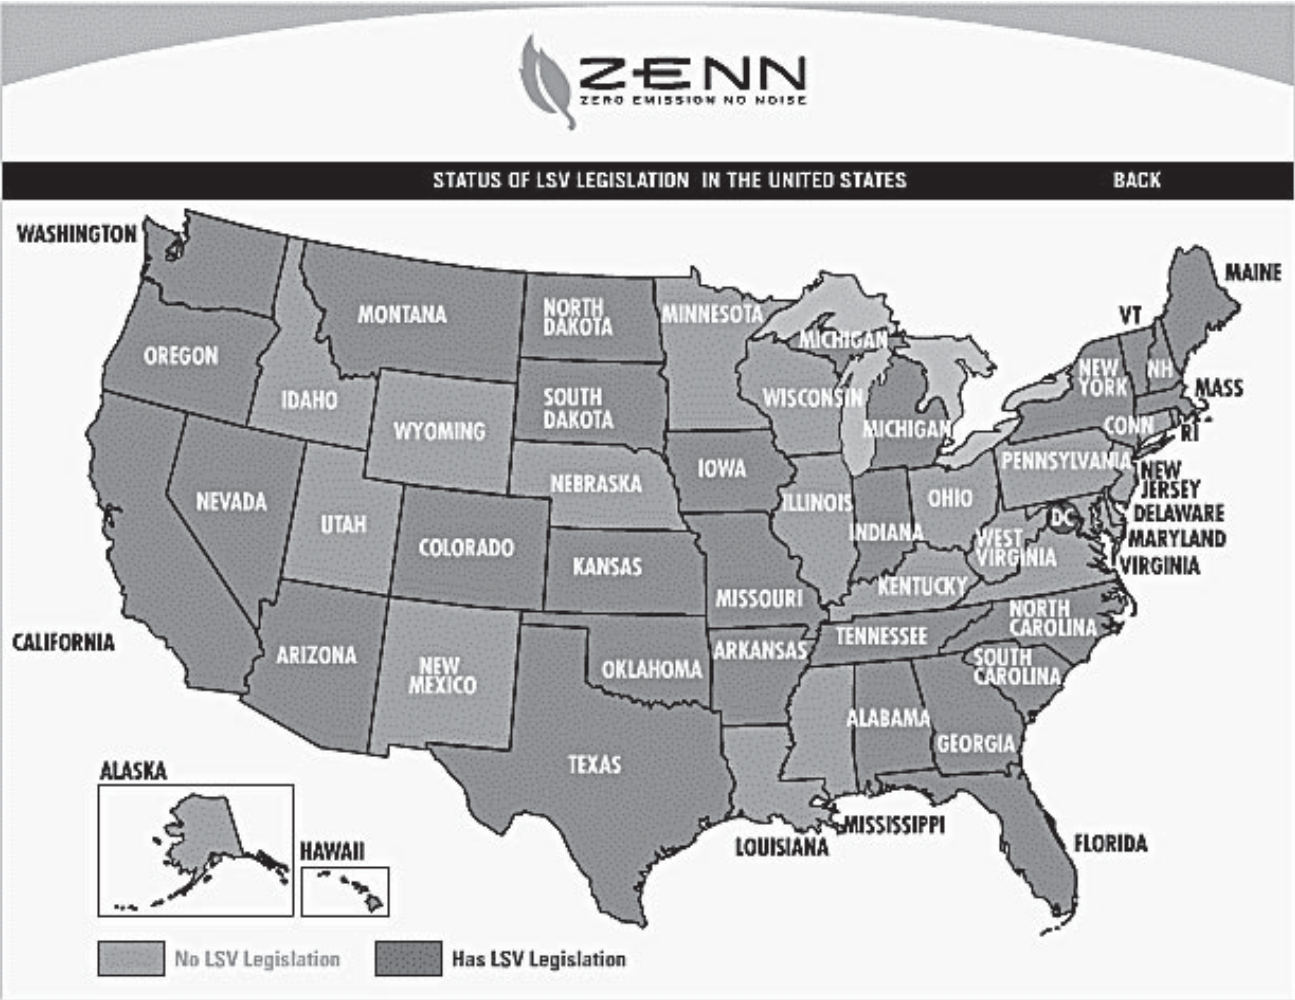 ZENN
ZERO EMISSION NO NOISE
STATUS OF LSV LEGISLATION IN THE UNITED STATES
BACK
WASHINGTON
MAINE
MONTANA
NORTH
DAKOTA
MINNESOTA
VT
MICHIGAN
OREGON
NEW
YORK
NH
IDAHO
SOUTH
DAKOTA
WISCONSIN
MASS
WYOMING
MICHIGAN
CONN
RI
IOWA
PENNSYLVANIA
NEBRASKA
NEW
JERSEY
NEVADA
ILLINOIS
OHIO
DELAWARE
UTAH
DC
INDIANA
WEST
VIRGINIA
MARYLAND
COLORADO
KANSAS
VIRGINIA
KENTUCKY
MISSOURI
NORTH
CAROLINA
CALIFORNIA
TENNESSEE
ARIZONA
ARKANSAS
SOUTH
CAROLINA
NEW
MEXICO
OKLAHOMA
ALABAMA
GEORGIA
TEXAS
ALASKA
MISSISSIPPI
LOUISIANA
FLORIDA
HAWAII
No LSV Legislation
Has LSV Legislation